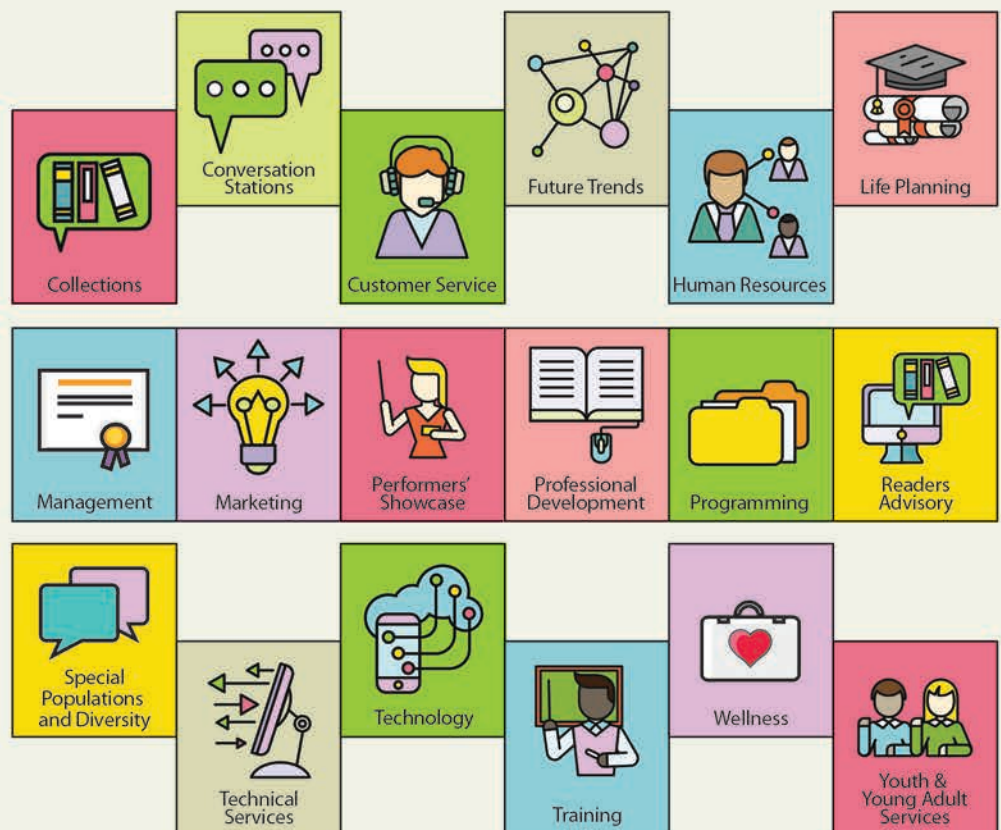 Collections
Conversation
Stations
Customer Service
Future Trends
Human Resources
Life Planning
Management
Marketing
Performers'
Showcase
Professional
Development
Programming
Readers
Advisory
Special
Populations
and Diversity
Technical
Services
Technology
Training
Wellness
Youth &
Young Adult
Services